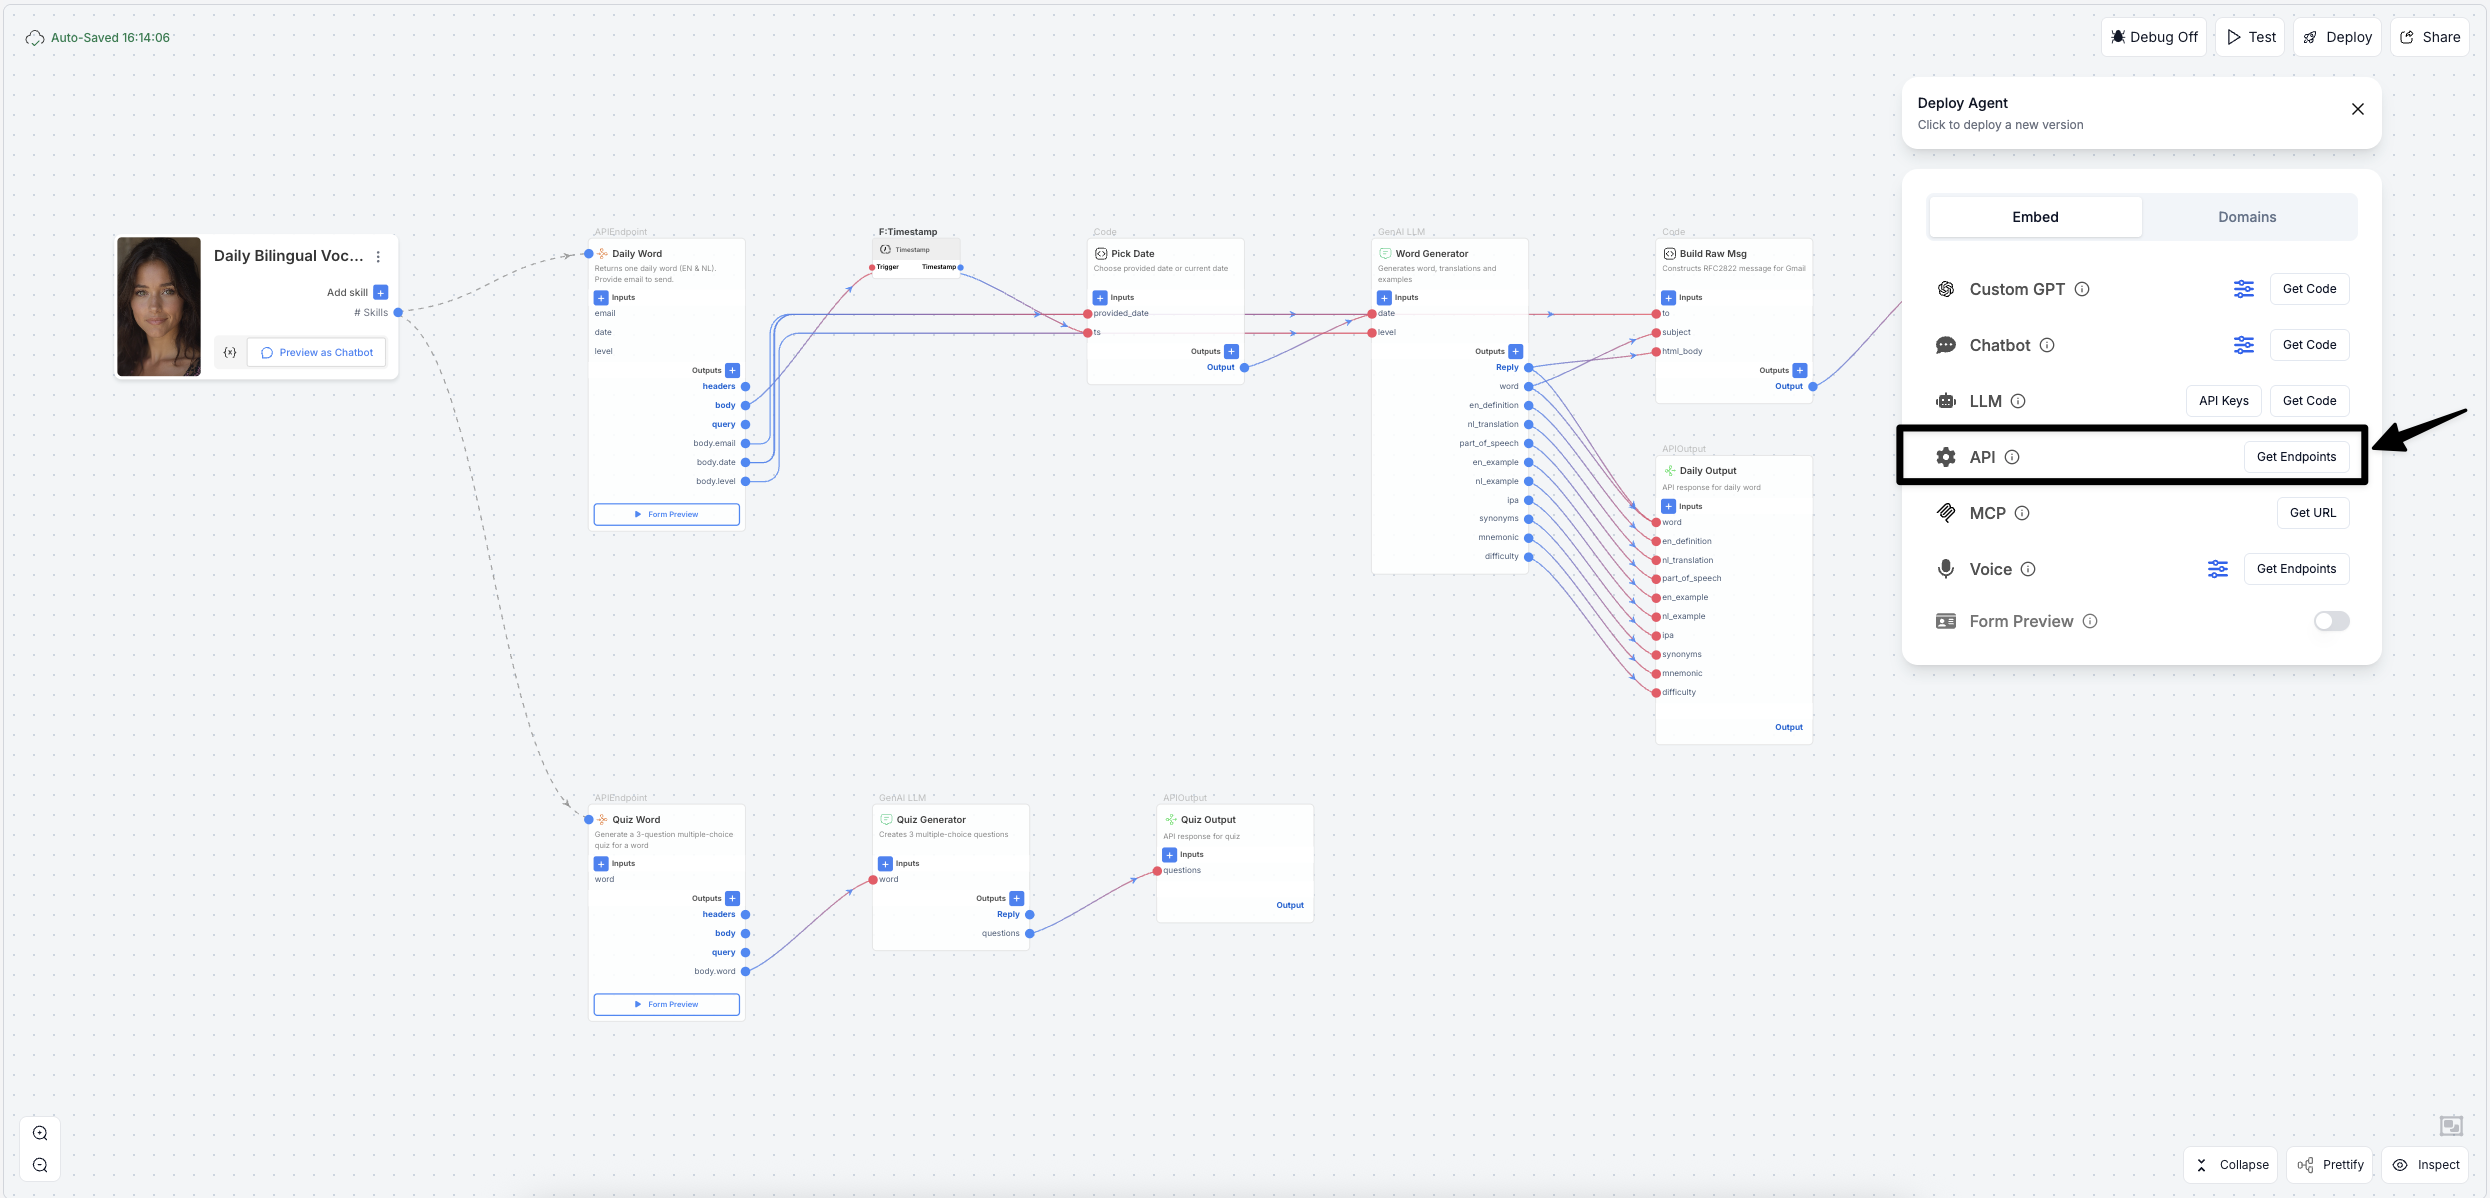 Auto-Saved 16:14:06
Debug Off
Test
Deploy
Share
Deploy Agent
Click to deploy a new version
Embed
Domains
Custom GPT
Get Code
Chatbot
Get Code
LLM
API Keys
Get Code
API
Get Endpoints
MCP
Get URL
Voice
Get Endpoints
Form Preview
Daily Bilingual Voc...
Add skill
# Skills
{x}
Preview as Chatbot
APIEndpoint
Daily Word
Returns one daily word (EN & NL).
Provide email to send.
Inputs
email
date
level
Outputs
headers
body
query
body.email
body.date
body.level
Form Preview
F:Timestamp
Timestamp
Trigger
Timestamp
Code
Pick Date
Choose provided date or current date
Inputs
provided_date
ts
Outputs
Output
GenAI LLM
Word Generator
Generates word, translations and
examples
Inputs
date
level
Outputs
Reply
word
en_definition
nl_translation
part_of_speech
en_example
nl_example
ipa
synonyms
mnemonic
difficulty
Code
Build Raw Msg
Constructs RFC2822 message for Gmail
Inputs
to
subject
html_body
Outputs
Output
APIOutput
Daily Output
API response for daily word
Inputs
word
en_definition
nl_translation
part_of_speech
en_example
nl_example
ipa
synonyms
mnemonic
difficulty
Output
APIEndpoint
Quiz Word
Generate a 3-question multiple-choice
quiz for a word
Inputs
word
Outputs
headers
body
query
body.word
Form Preview
GenAI LLM
Quiz Generator
Creates 3 multiple-choice questions
Inputs
word
Outputs
Reply
questions
APIOutput
Quiz Output
API response for quiz
Inputs
questions
Output
Collapse
Prettify
Inspect